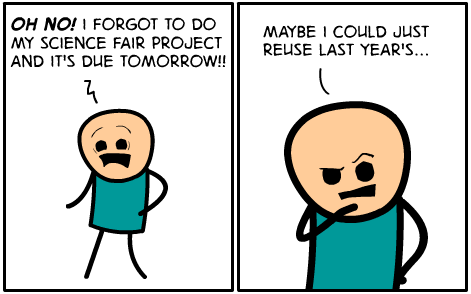 OH NO! I FORGOT TO DO
MY SCIENCE FAIR PROJECT
AND IT'S DUE TOMORROW!!
MAYBE I COULD JUST
REUSE LAST YEAR'S...